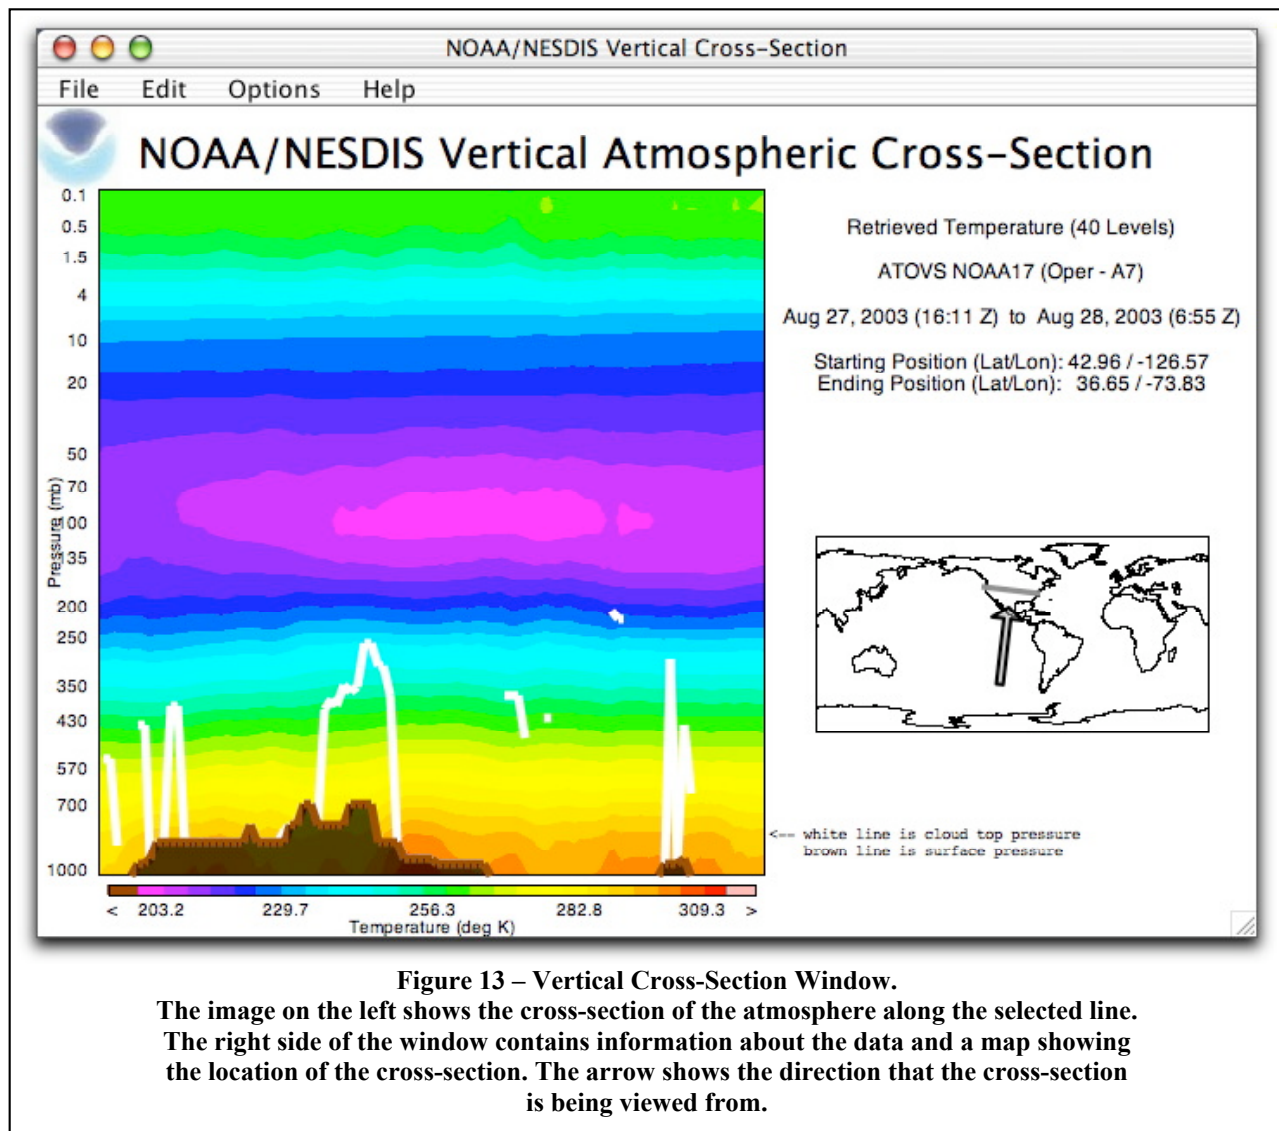 NOAA/NESDIS Vertical Cross-Section
File Edit Options Help
NOAA/NESDIS Vertical Atmospheric Cross-Section
0.1
0.5
1.5
4
10
20
50
70
100
135
200
250
350
430
570
700
1000
Pressure (mb)
< 203.2 229.7 256.3 282.8 309.3 >
Temperature (deg K)
Retrieved Temperature (40 Levels)
ATOVS NOAA17 (Oper - A7)
Aug 27, 2003 (16:11 Z) to Aug 28, 2003 (6:55 Z)
Starting Position (Lat/Lon): 42.96 / -126.57
Ending Position (Lat/Lon): 36.65 / -73.83
<-- white line is cloud top pressure
brown line is surface pressure
Figure 13 – Vertical Cross-Section Window.
The image on the left shows the cross-section of the atmosphere along the selected line.
The right side of the window contains information about the data and a map showing
the location of the cross-section. The arrow shows the direction that the cross-section
is being viewed from.